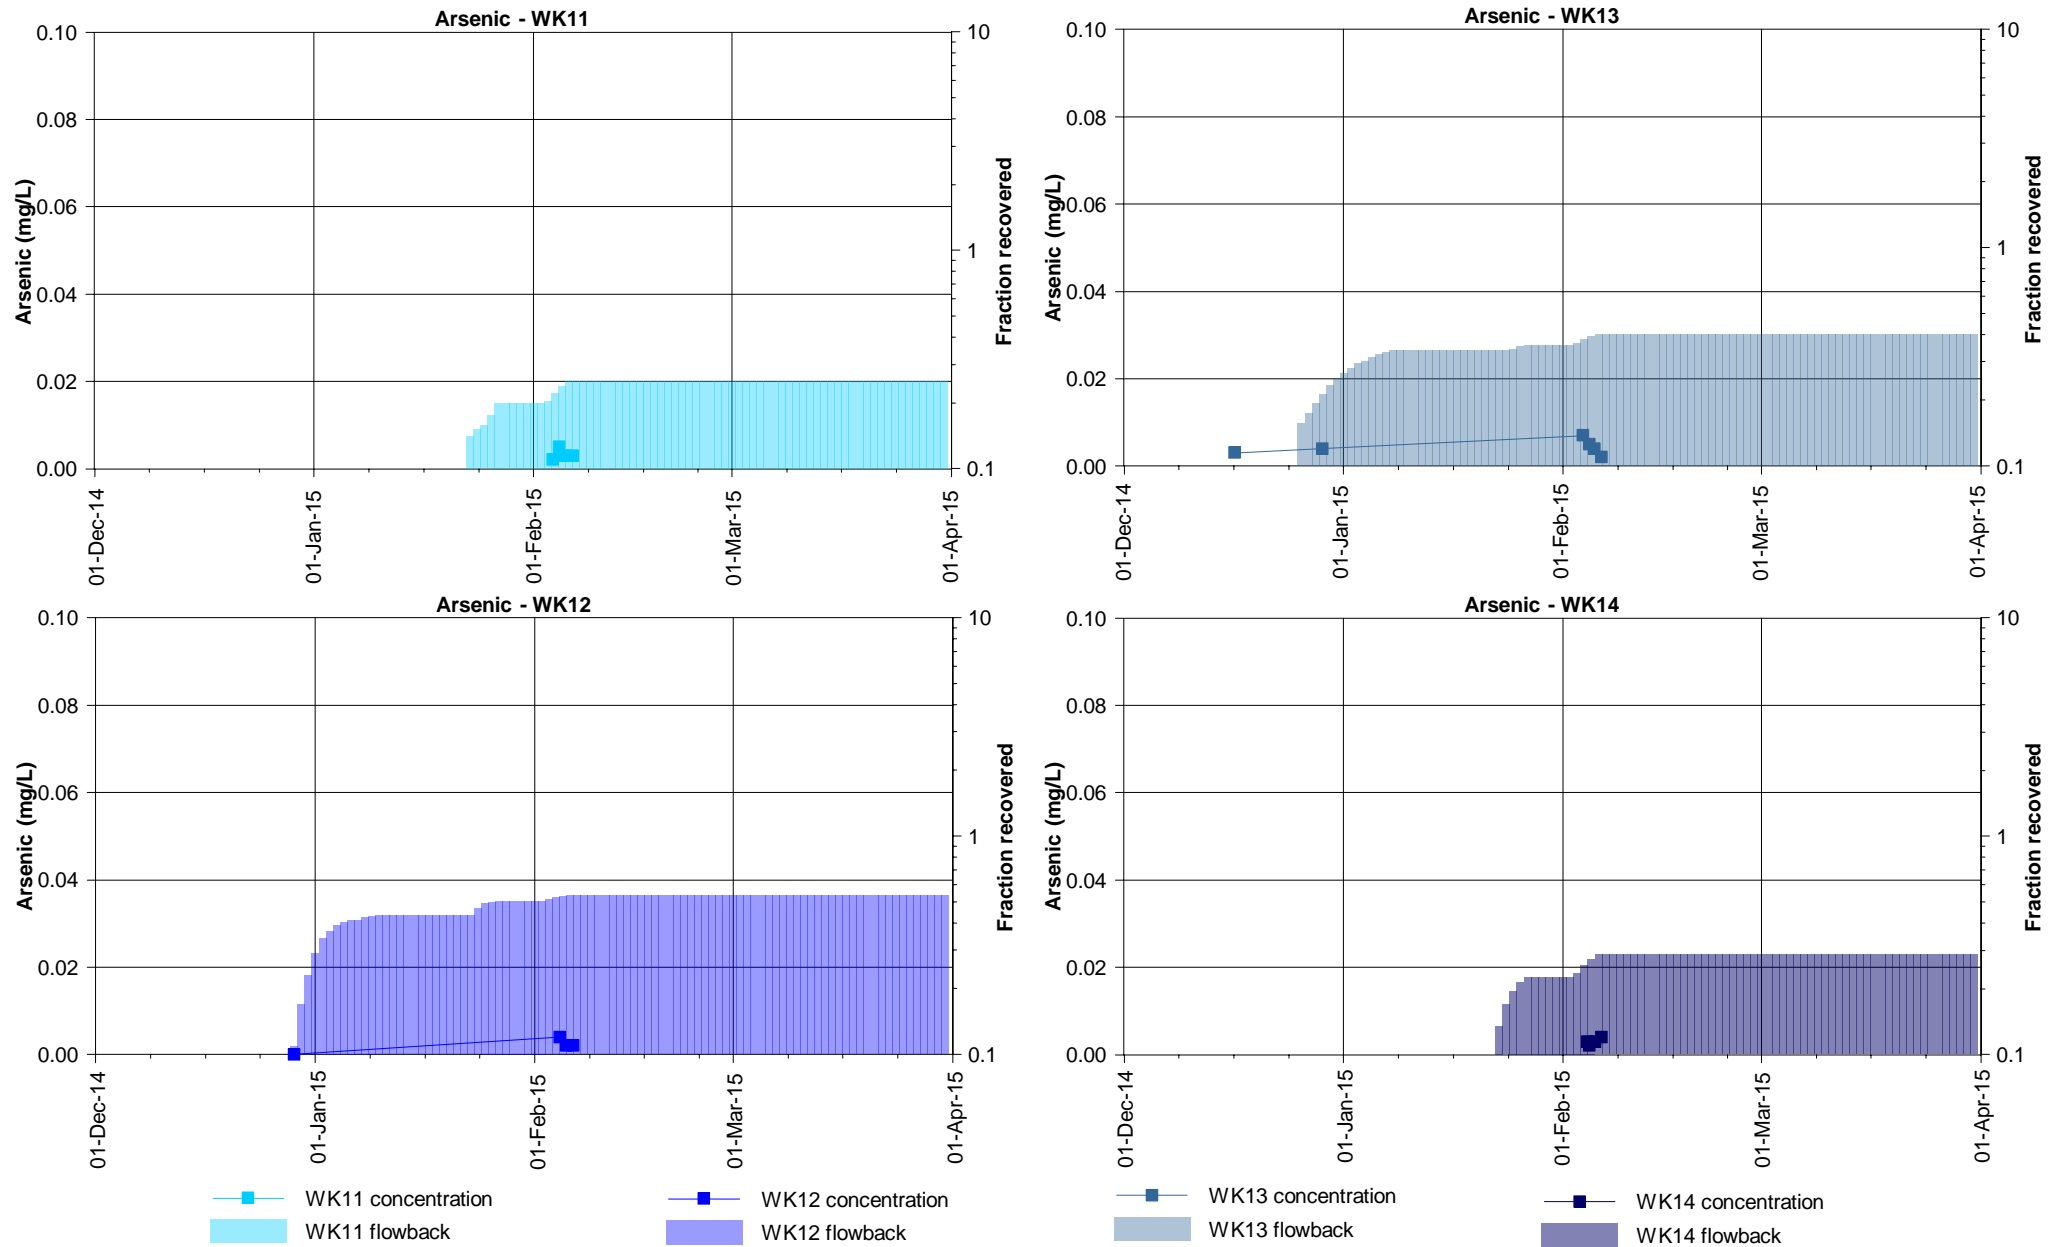 Arsenic - WK11
0.10
0.08
0.06
0.04
0.02
0.00
Arsenic (mg/L)
10
1
0.1
Fraction recovered
01-Dec-14
01-Jan-15
01-Feb-15
01-Mar-15
01-Apr-15
Arsenic - WK13
0.10
0.08
0.06
0.04
0.02
0.00
Arsenic (mg/L)
10
1
0.1
Fraction recovered
01-Dec-14
01-Jan-15
01-Feb-15
01-Mar-15
01-Apr-15
Arsenic - WK12
0.10
0.08
0.06
0.04
0.02
0.00
Arsenic (mg/L)
10
1
0.1
Fraction recovered
01-Dec-14
01-Jan-15
01-Feb-15
01-Mar-15
01-Apr-15
Arsenic - WK14
0.10
0.08
0.06
0.04
0.02
0.00
Arsenic (mg/L)
10
1
0.1
Fraction recovered
01-Dec-14
01-Jan-15
01-Feb-15
01-Mar-15
01-Apr-15
WK11 concentration
WK11 flowback
WK12 concentration
WK12 flowback
WK13 concentration
WK13 flowback
WK14 concentration
WK14 flowback